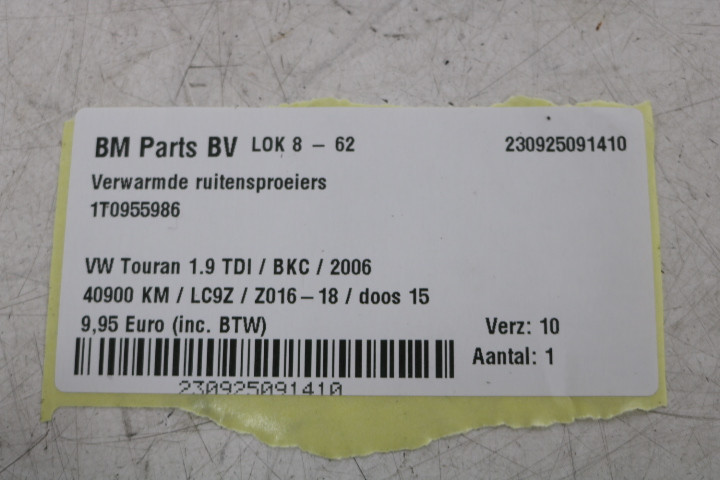 BM Parts BV LOK 8 – 62 230925091410
Verwarmde ruitensproeiers
1T0955986
VW Touran 1.9 TDI / BKC / 2006
40900 KM / LC9Z / Z016–18 / doos 15
9,95 Euro (inc. BTW) Verz: 10
Aantal: 1
230925091410